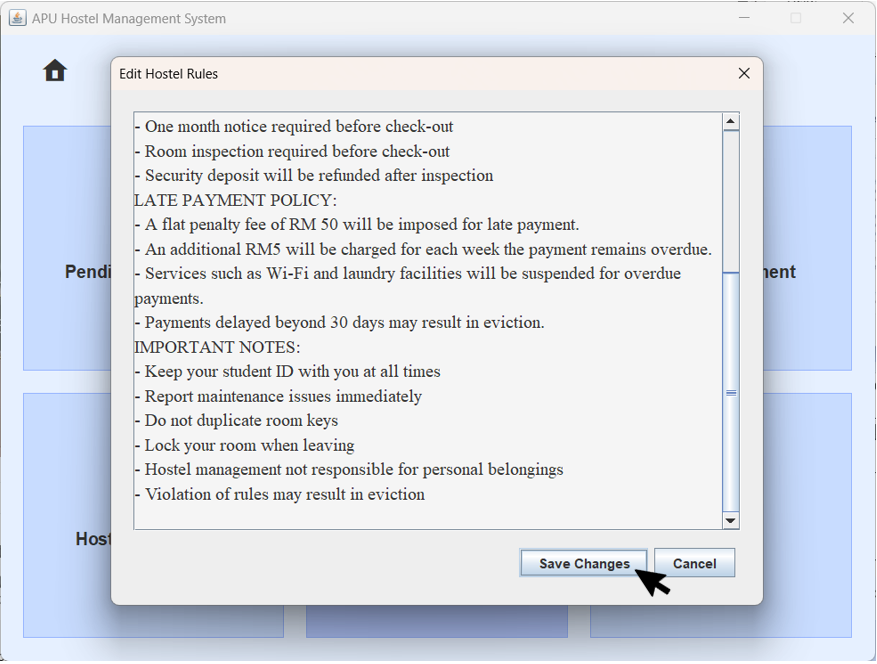 APU Hostel Management System
Edit Hostel Rules
- One month notice required before check-out
- Room inspection required before check-out
- Security deposit will be refunded after inspection
LATE PAYMENT POLICY:
- A flat penalty fee of RM 50 will be imposed for late payment.
- An additional RM5 will be charged for each week the payment remains overdue.
- Services such as Wi-Fi and laundry facilities will be suspended for overdue
payments.
- Payments delayed beyond 30 days may result in eviction.
IMPORTANT NOTES:
- Keep your student ID with you at all times
- Report maintenance issues immediately
- Do not duplicate room keys
- Lock your room when leaving
- Hostel management not responsible for personal belongings
- Violation of rules may result in eviction
Pendi
ment
Host
Save Changes
Cancel